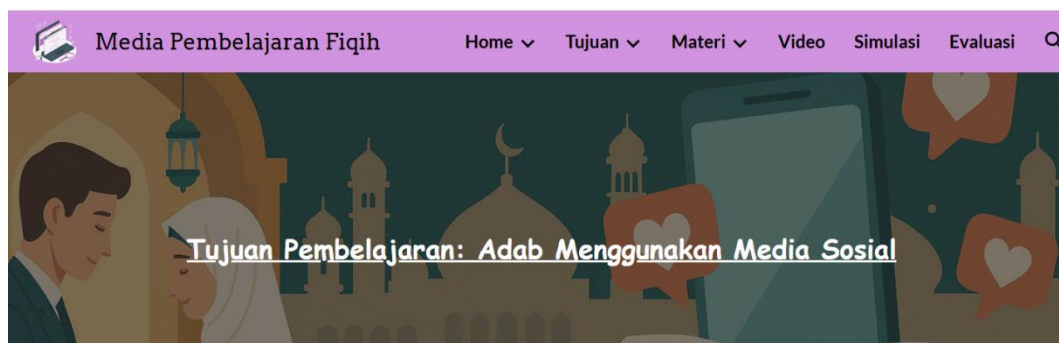 Media Pembelajaran Fiqih
Home Tujuan Materi Video Simulasi Evaluasi
Tujuan Pembelajaran: Adab Menggunakan Media Sosial